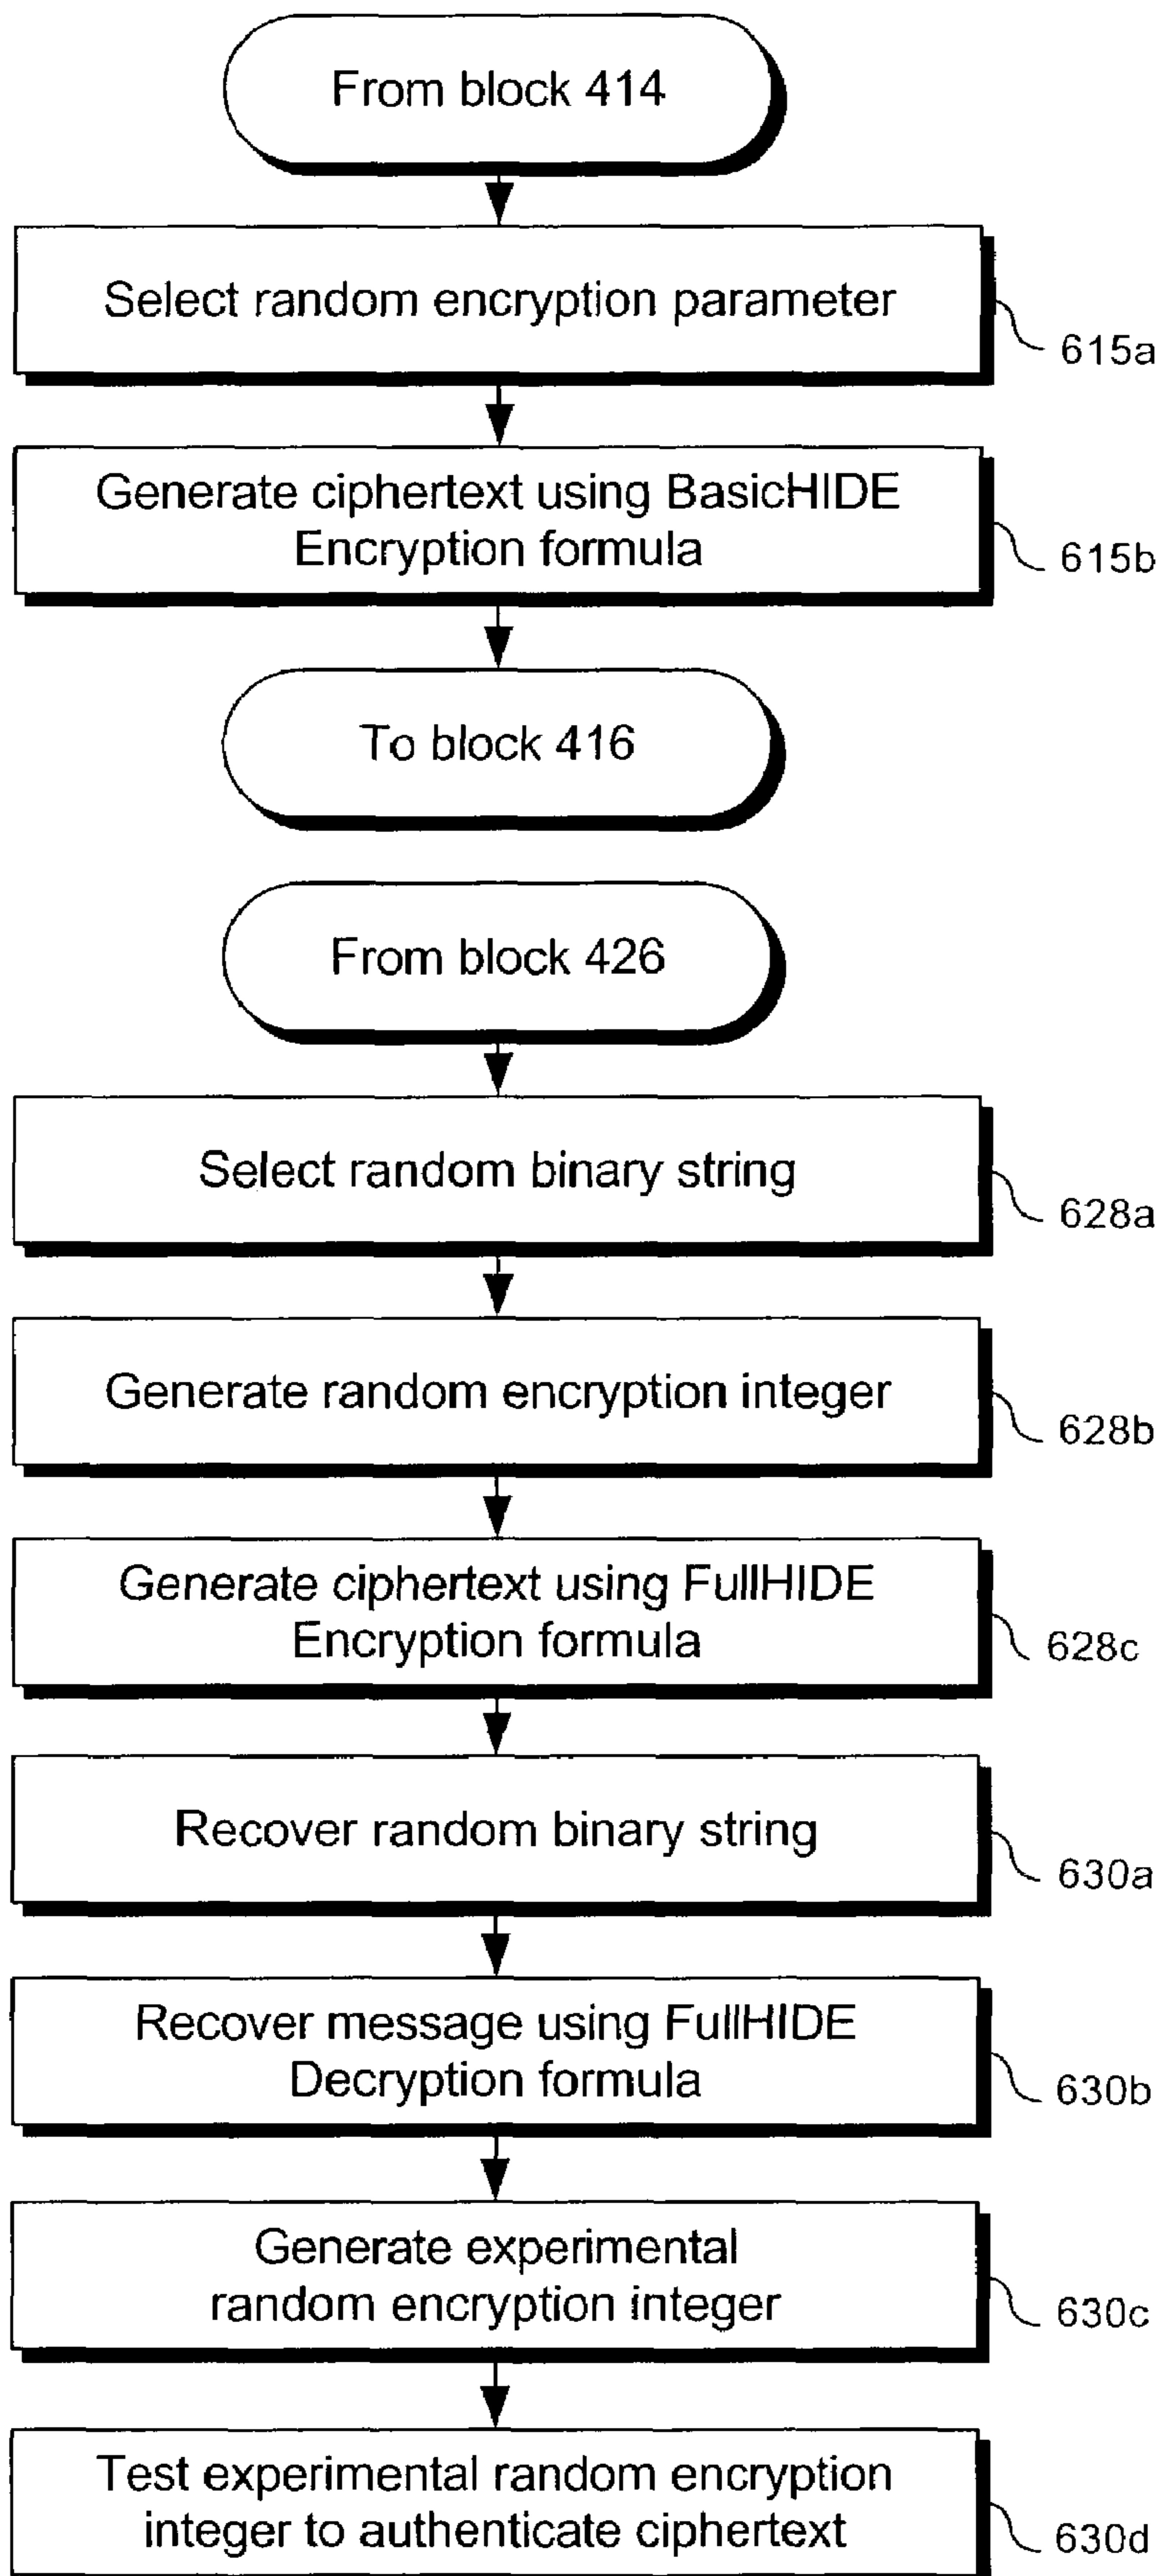 From block 414
Select random encryption parameter
615a
Generate ciphertext using BasicHIDE
Encryption formula
615b
To block 416
From block 426
Select random binary string
628a
Generate random encryption integer
628b
Generate ciphertext using FullHIDE
Encryption formula
628c
Recover random binary string
630a
Recover message using FullHIDE
Decryption formula
630b
Generate experimental
random encryption integer
630c
Test experimental random encryption
integer to authenticate ciphertext
630d